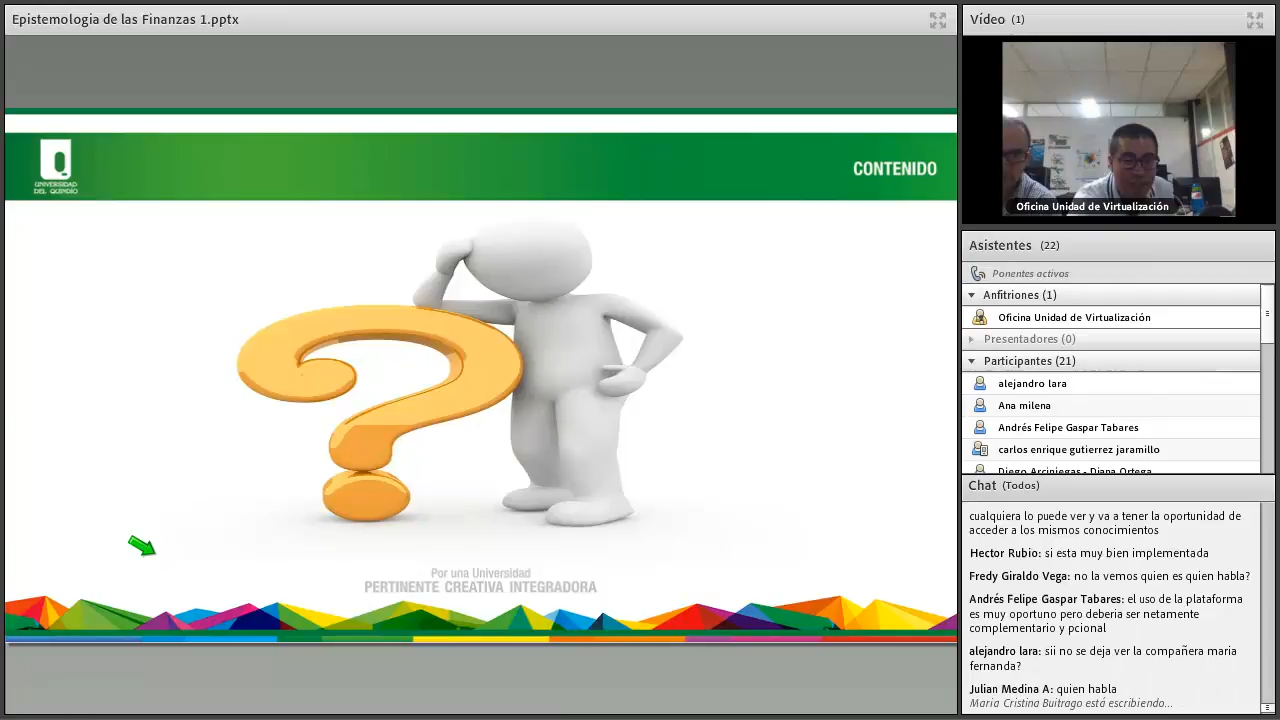 Epistemologia de las Finanzas 1.pptx
UNIVERSIDAD
DEL QUINDÍO
CONTENIDO
Por una Universidad
PERTINENTE CREATIVA INTEGRADORA
Vídeo (1)
Oficina Unidad de Virtualización
Asistentes (22)
Ponentes activos
Anfitriones (1)
Oficina Unidad de Virtualización
Presentadores (0)
Participantes (21)
alejandro lara
Ana milena
Andrés Felipe Gaspar Tabares
carlos enrique gutierrez jaramillo
Diego Arciniegas - Diana Ortega
Chat (Todos)
cualquiera lo puede ver y va a tener la oportunidad de
acceder a los mismos conocimientos
Hector Rubio: si esta muy bien implementada
Fredy Giraldo Vega: no la vimos. quien es quien habla?
Andrés Felipe Gaspar Tabares: el uso de la plataforma
es muy oportuno pero deberia ser netamente
complementario y pcional
alejandro lara: sii no se deja ver la compañera maria
fernanda?
Julian Medina A: quien habla
Maria Cristina Buitrago está escribiendo...